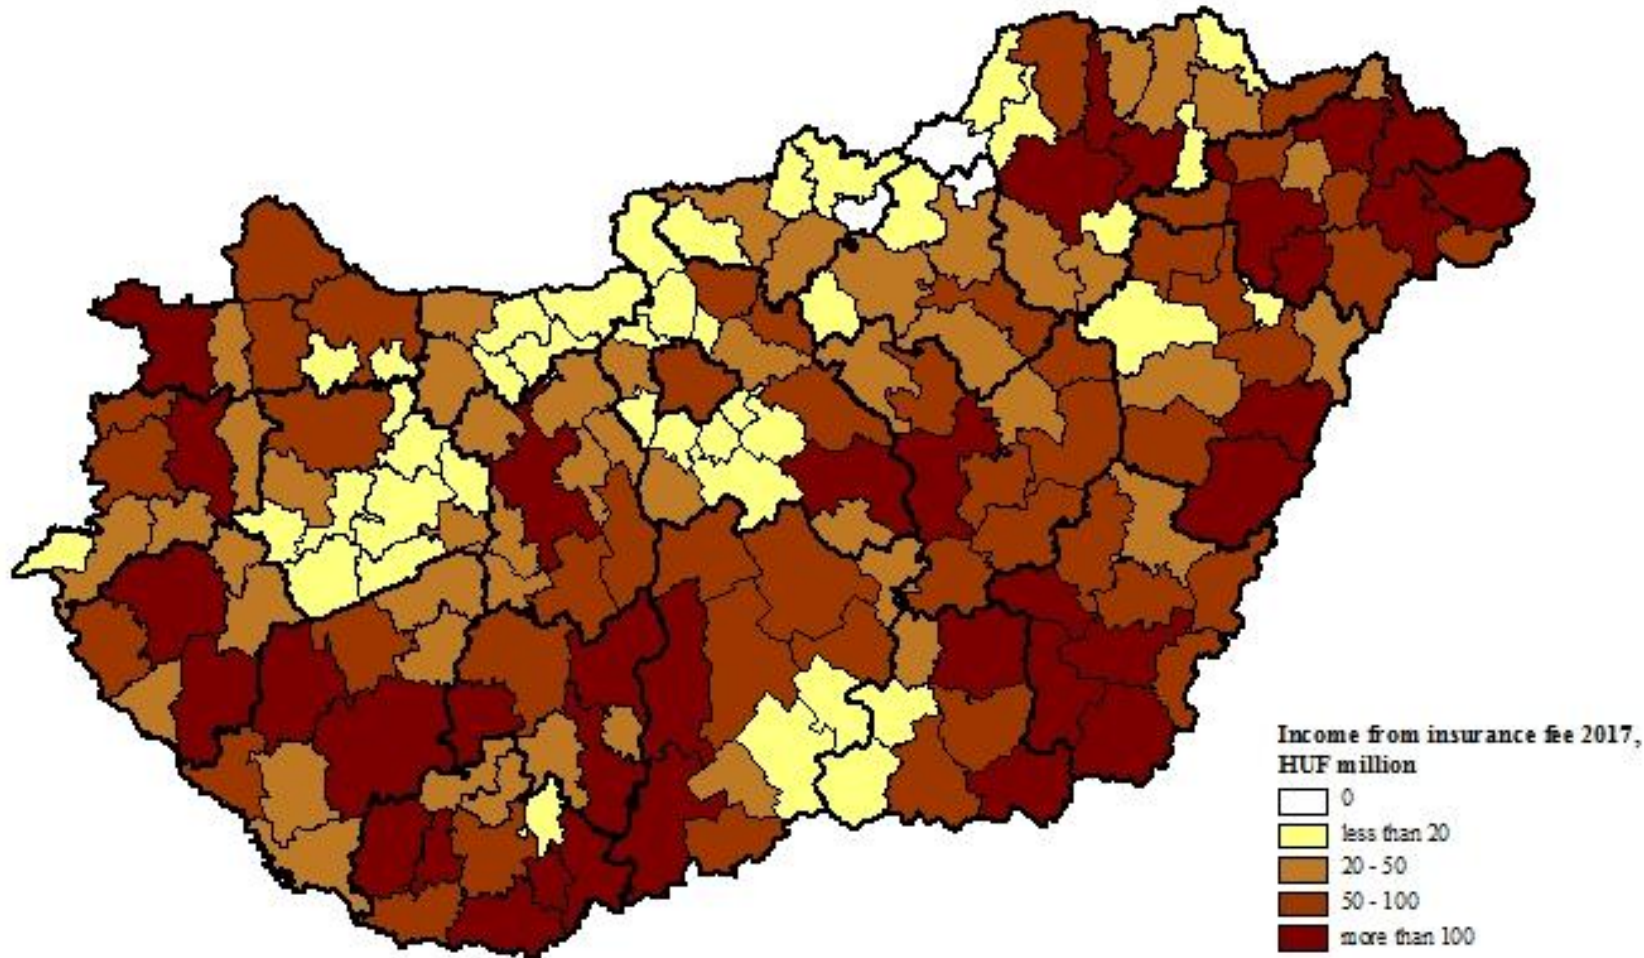 Income from insurance fee 2017,
HUF million
0
less than 20
20 - 50
50 - 100
more than 100